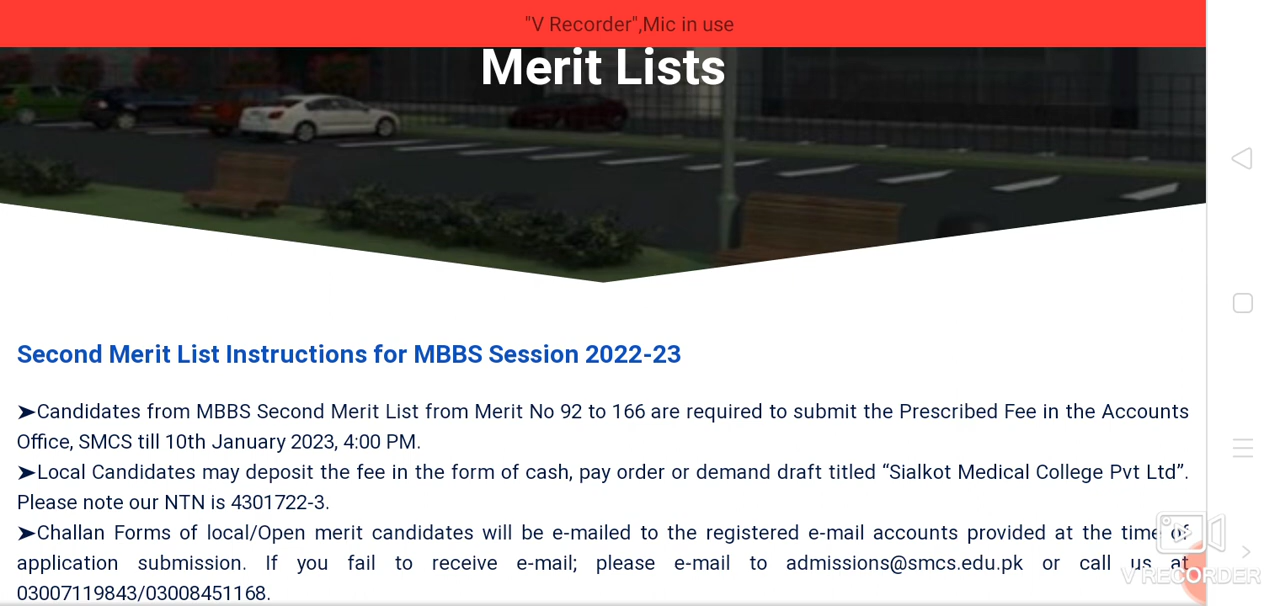 "V Recorder",Mic in use
Merit Lists
Second Merit List Instructions for MBBS Session 2022-23
➤Candidates from MBBS Second Merit List from Merit No 92 to 166 are required to submit the Prescribed Fee in the Accounts
Office, SMCS till 10th January 2023, 4:00 PM.
➤Local Candidates may deposit the fee in the form of cash, pay order or demand draft titled “Sialkot Medical College Pvt Ltd”.
Please note our NTN is 4301722-3.
➤Challan Forms of local/Open merit candidates will be e-mailed to the registered e-mail accounts provided at the time of
application submission. If you fail to receive e-mail; please e-mail to admissions@smcs.edu.pk or call us at
03007119843/03008451168.
V RECORDER